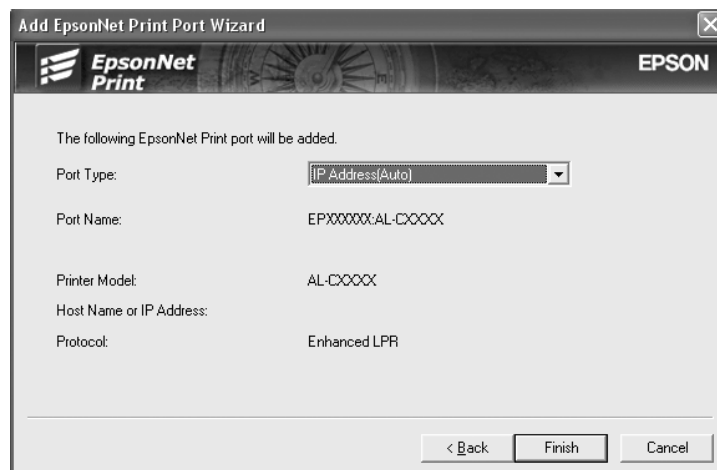 Add EpsonNet Print Port Wizard
EpsonNet
Print
EPSON
The following EpsonNet Print port will be added.
Port Type: IP Address(Auto)
Port Name: EPXXXXXX:AL-CXXXX
Printer Model: AL-CXXXX
Host Name or IP Address:
Protocol: Enhanced LPR
< Back Finish Cancel